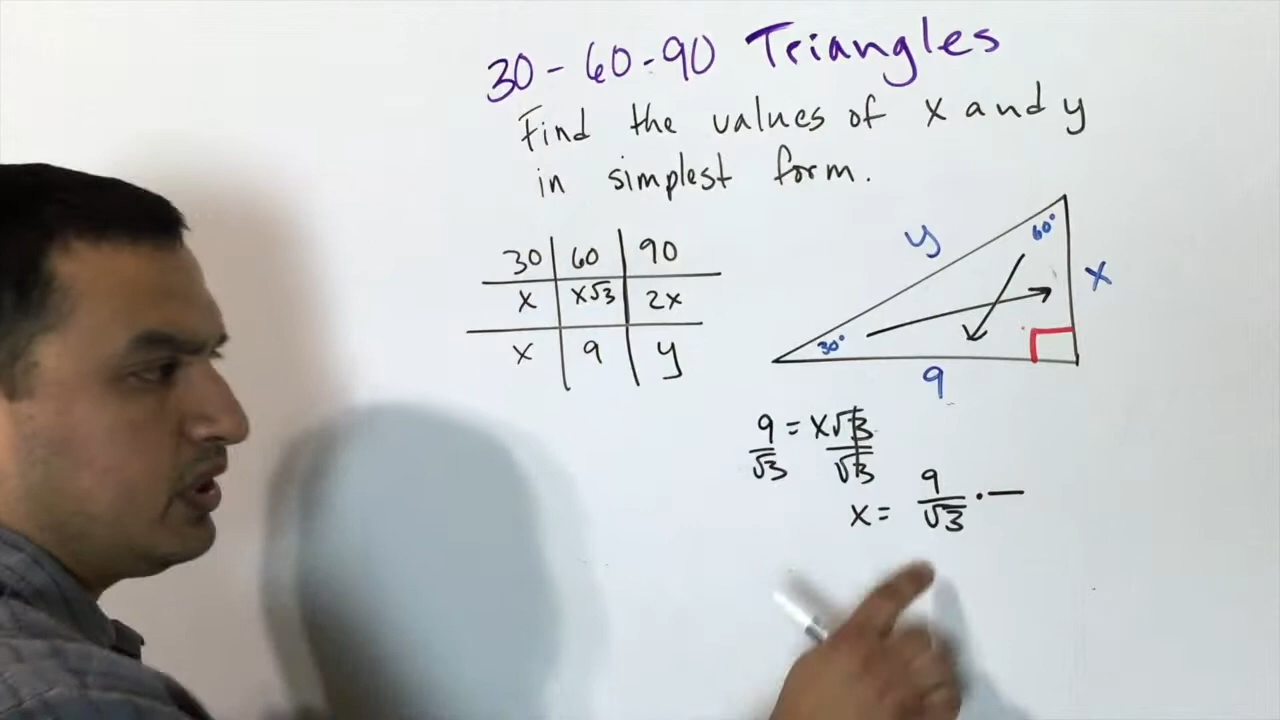 30-60-90 Triangles
Find the values of x and y
in simplest form.
30 60 90
x x√3 2x
x 9 y
y
60°
x
30°
9
9 = x√3
√3 √3
x = 9/√3 · —